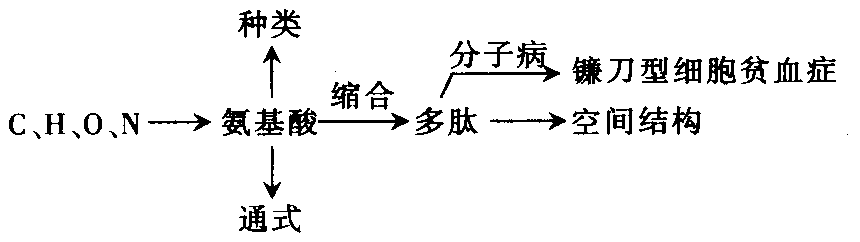 种类
分子病
镰刀型细胞贫血症
缩合
C、H、O、N
氨基酸
多肽
空间结构
通式